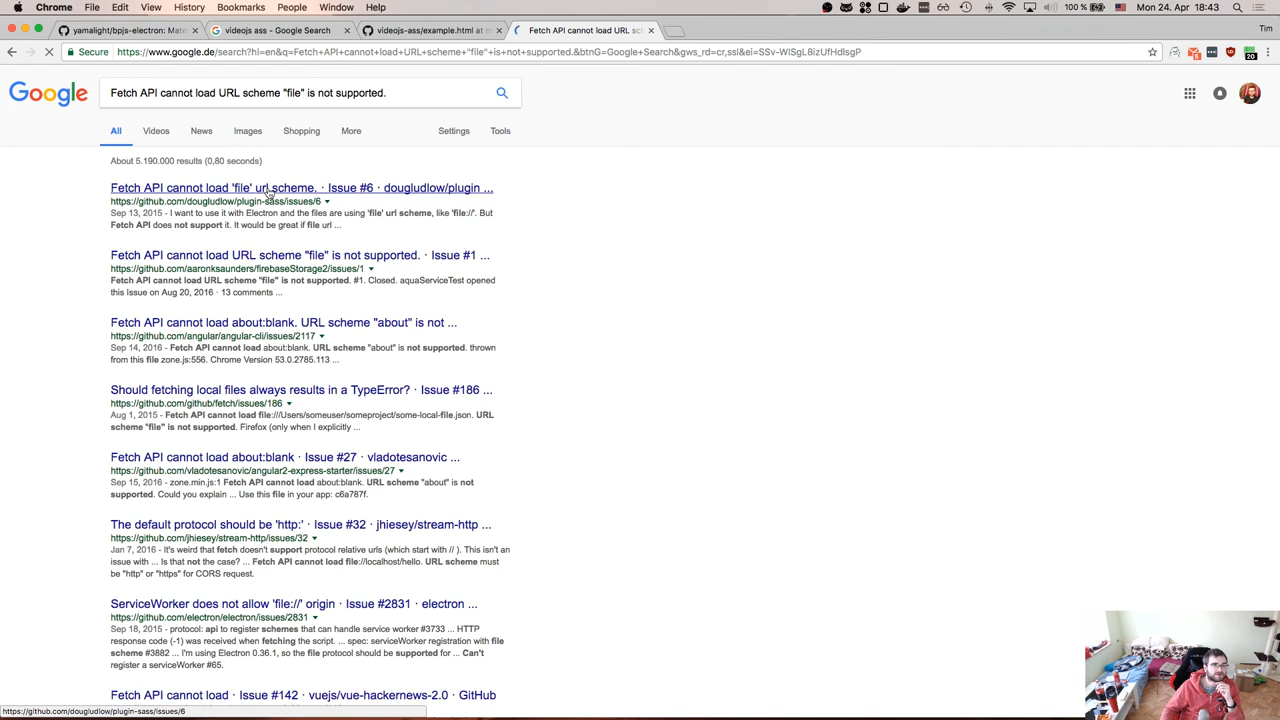 Chrome File Edit View History Bookmarks People Window Help 100% Mon 24. Apr 18:43
yamalight/bpjs-electron: Mate videojs ass - Google Search videojs-ass/example.html at m Fetch API cannot load URL sch Tim
Secure https://www.google.de/search?hl=en&q=Fetch+API+cannot+load+URL+scheme+"file"+is+not+supported.&btnG=Google+Search&gws_rd=cr,ssl&ei=SSv-WISgL8izUfHdIsgP
20
Google Fetch API cannot load URL scheme "file" is not supported.
All Videos News Images Shopping More Settings Tools
About 5.190.000 results (0,80 seconds)
Fetch API cannot load 'file' url scheme. · Issue #6 · dougludlow/plugin ...
https://github.com/dougludlow/plugin-sass/issues/6
Sep 13, 2015 - I want to use it with Electron and the files are using 'file' url scheme, like 'file://'. But
Fetch API does not support it. It would be great if file url ...
Fetch API cannot load URL scheme "file" is not supported. · Issue #1 ...
https://github.com/aaronksaunders/firebaseStorage2/issues/1
Fetch API cannot load URL scheme "file" is not supported. #1. Closed. aquaServiceTest opened
this Issue on Aug 20, 2016 · 13 comments ...
Fetch API cannot load about:blank. URL scheme "about" is not ...
https://github.com/angular/angular-cli/issues/2117
Sep 14, 2016 - Fetch API cannot load about:blank. URL scheme "about" is not supported. thrown
from this file zone.js:556. Chrome Version 53.0.2785.113 ...
Should fetching local files always results in a TypeError? · Issue #186 ...
https://github.com/github/fetch/issues/186
Aug 1, 2015 - Fetch API cannot load file:///Users/someuser/someproject/some-local-file.json. URL
scheme "file" is not supported. Firefox (only when I explicitly ...
Fetch API cannot load about:blank · Issue #27 · vladotesanovic ...
https://github.com/vladotesanovic/angular2-express-starter/issues/27
Sep 15, 2016 - zone.min.js:1 Fetch API cannot load about:blank. URL scheme "about" is not
supported. Could you explain ... Use this file in your app: c6a787f.
The default protocol should be 'http:' · Issue #32 · jhiesey/stream-http ...
https://github.com/jhiesey/stream-http/issues/32
Jan 7, 2016 - It's weird that fetch doesn't support protocol relative urls (which start with // ). This isn't an
issue with ... Is that not the case? ... Fetch API cannot load file://localhost/hello. URL scheme must
be "http" or "https" for CORS request.
ServiceWorker does not allow 'file://' origin · Issue #2831 · electron ...
https://github.com/electron/electron/issues/2831
Sep 18, 2015 - protocol: api to register schemes that can handle service worker #3733 ... HTTP
response code (-1) was received when fetching the script. ... spec: serviceWorker registration with file
scheme #3882 ... I'm using Electron 0.36.1, so the file protocol should be supported for ... Can't
register a serviceWorker #65.
Fetch API cannot load · Issue #142 · vuejs/vue-hackernews-2.0 · GitHub
https://github.com/dougludlow/plugin-sass/issues/6